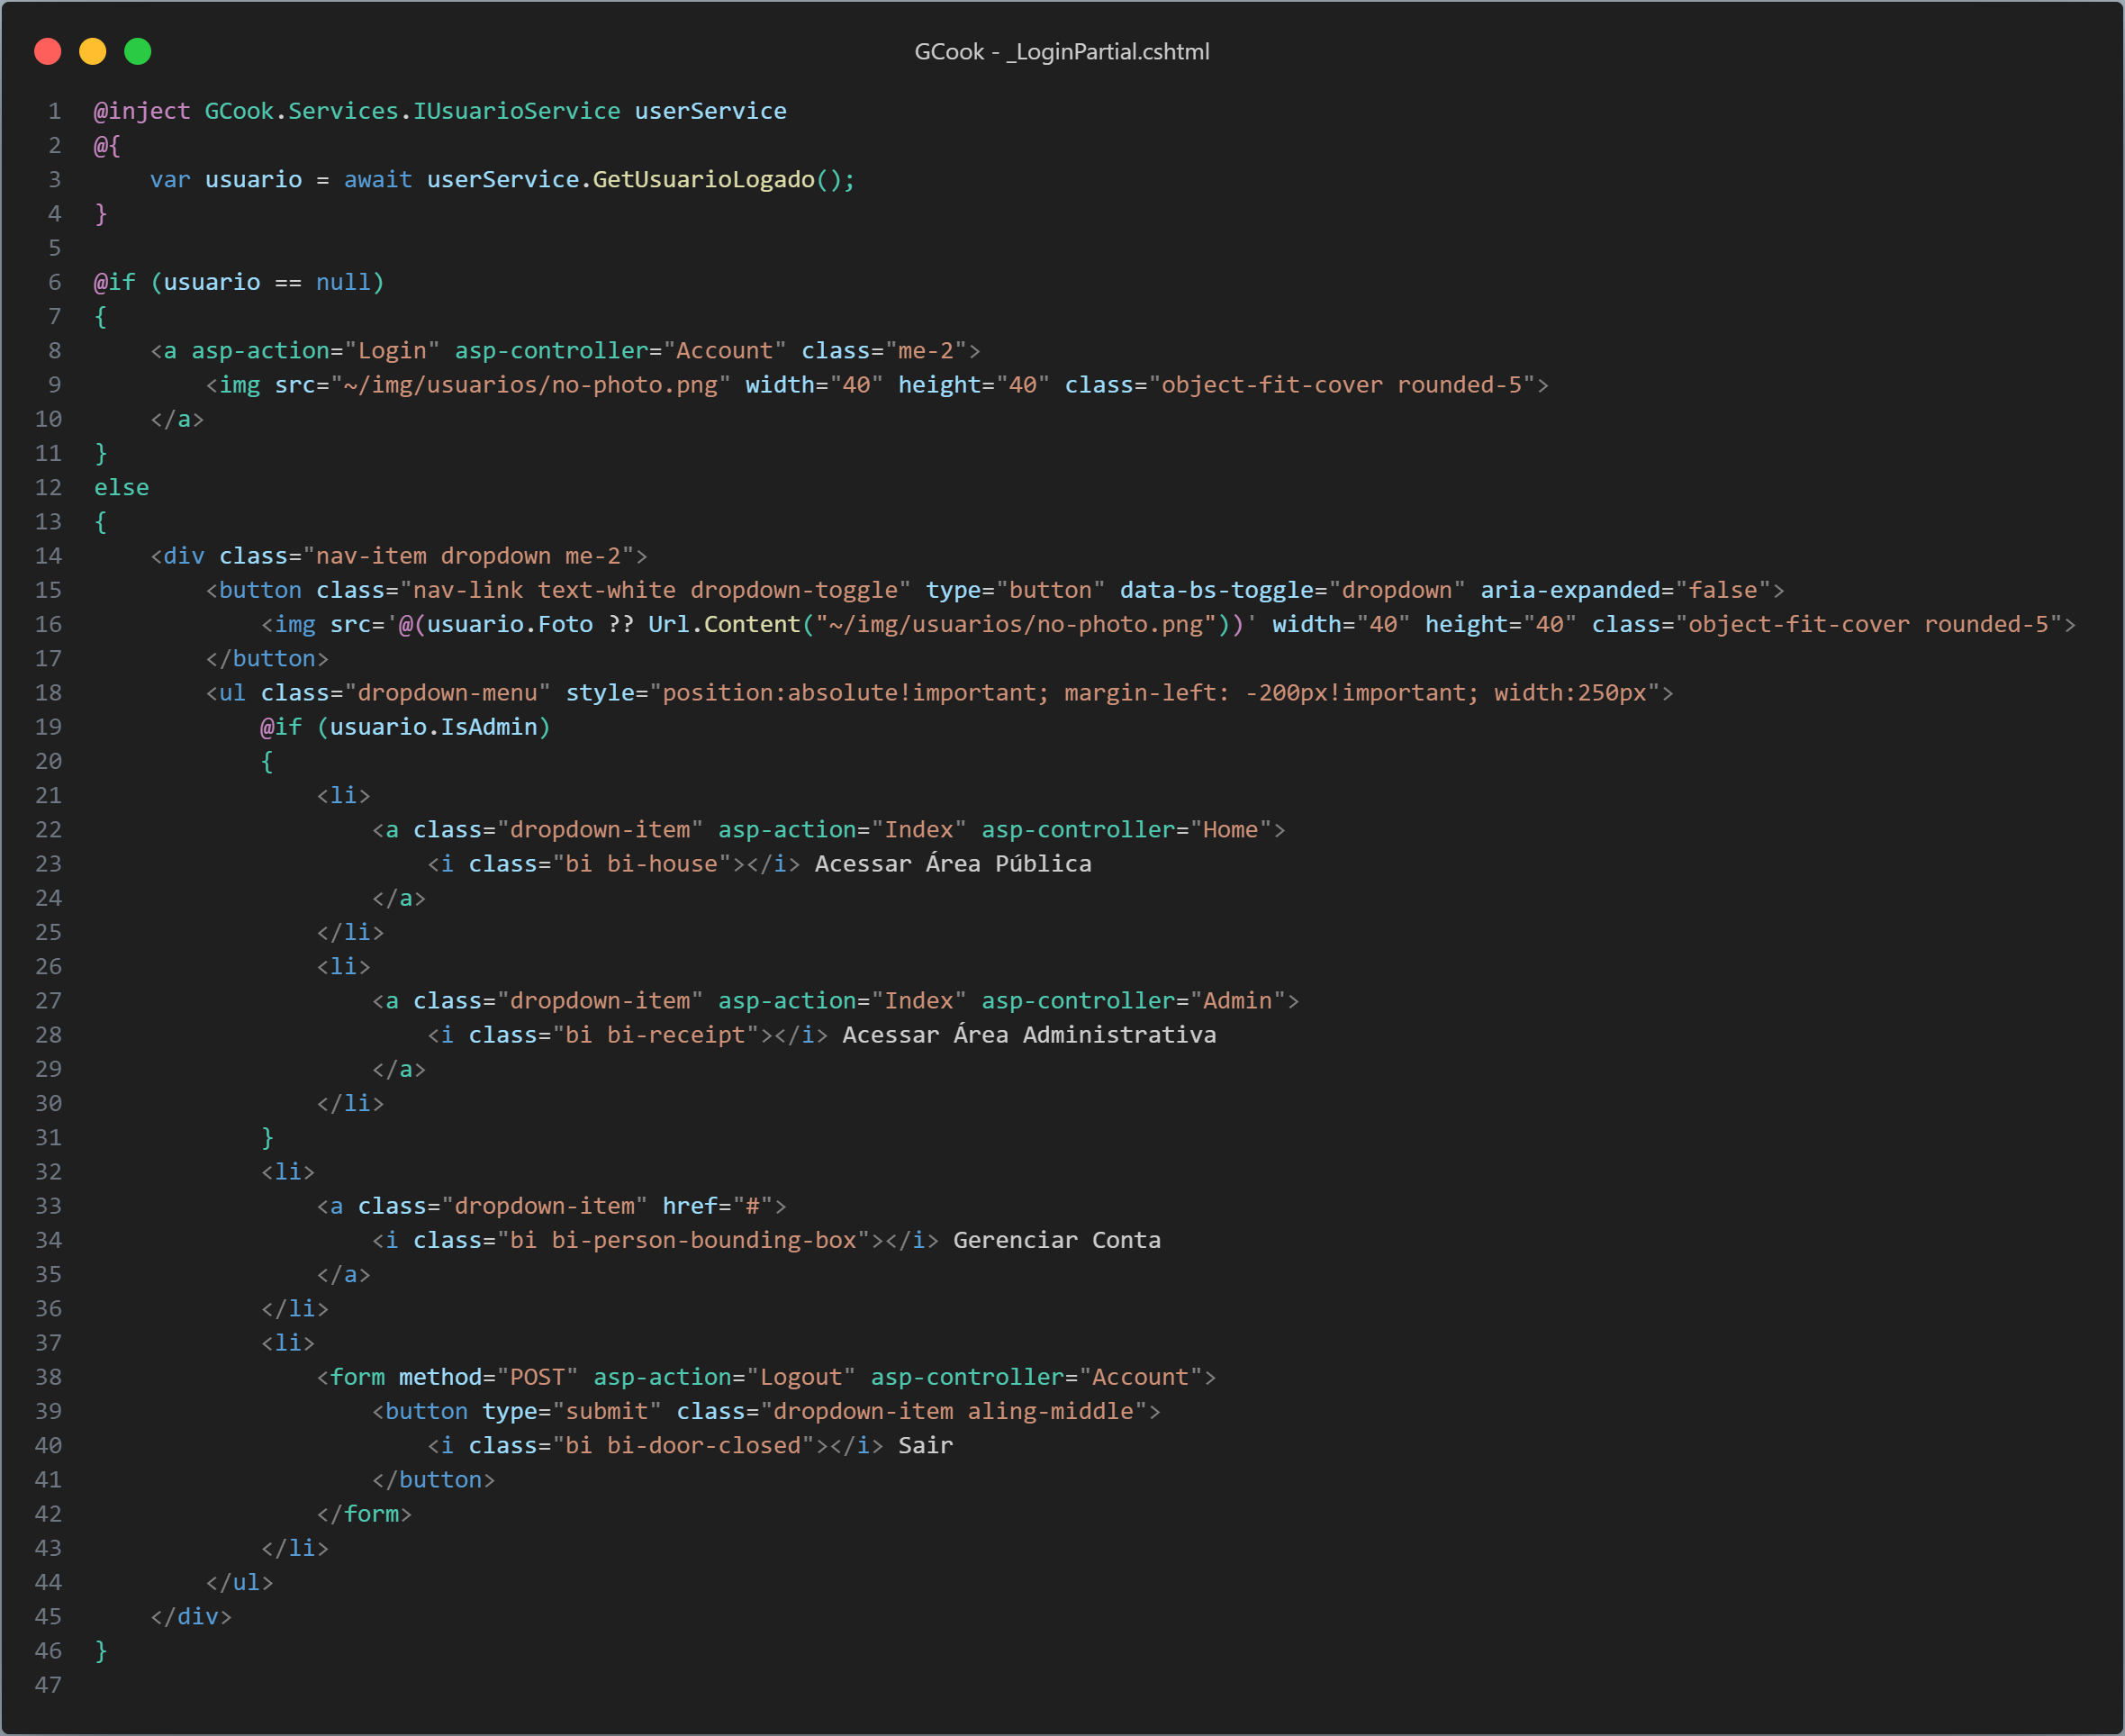 GCook - _LoginPartial.cshtml
1 @inject GCook.Services.IUsuarioService userService
2 @{
3     var usuario = await userService.GetUsuarioLogado();
4 }
5
6 @if (usuario == null)
7 {
8     <a asp-action="Login" asp-controller="Account" class="me-2">
9         <img src="~/img/usuarios/no-photo.png" width="40" height="40" class="object-fit-cover rounded-5">
10     </a>
11 }
12 else
13 {
14     <div class="nav-item dropdown me-2">
15         <button class="nav-link text-white dropdown-toggle" type="button" data-bs-toggle="dropdown" aria-expanded="false">
16             <img src='@(usuario.Foto ?? Url.Content("~/img/usuarios/no-photo.png"))' width="40" height="40" class="object-fit-cover rounded-5">
17         </button>
18         <ul class="dropdown-menu" style="position:absolute!important; margin-left: -200px!important; width:250px">
19             @if (usuario.IsAdmin)
20             {
21                 <li>
22                     <a class="dropdown-item" asp-action="Index" asp-controller="Home">
23                         <i class="bi bi-house"></i> Acessar Área Pública
24                     </a>
25                 </li>
26                 <li>
27                     <a class="dropdown-item" asp-action="Index" asp-controller="Admin">
28                         <i class="bi bi-receipt"></i> Acessar Área Administrativa
29                     </a>
30                 </li>
31             }
32             <li>
33                 <a class="dropdown-item" href="#">
34                     <i class="bi bi-person-bounding-box"></i> Gerenciar Conta
35                 </a>
36             </li>
37             <li>
38                 <form method="POST" asp-action="Logout" asp-controller="Account">
39                     <button type="submit" class="dropdown-item aling-middle">
40                         <i class="bi bi-door-closed"></i> Sair
41                     </button>
42                 </form>
43             </li>
44         </ul>
45     </div>
46 }
47